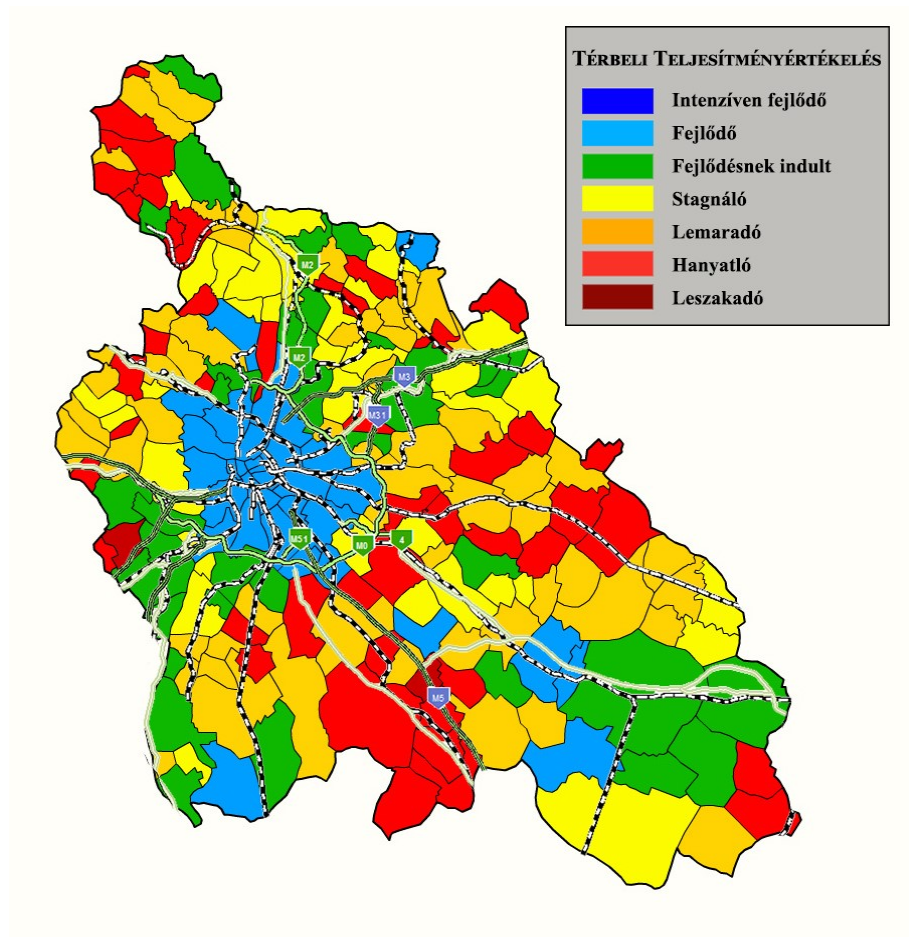 TÉRBELI TELJESÍTMÉNYÉRTÉKELÉS
Intenzíven fejlődő
Fejlődő
Fejlődésnek indult
Stagnáló
Lemaradó
Hanyatló
Leszakadó
M2
M2
M3
M31
M51
M0
4
M5